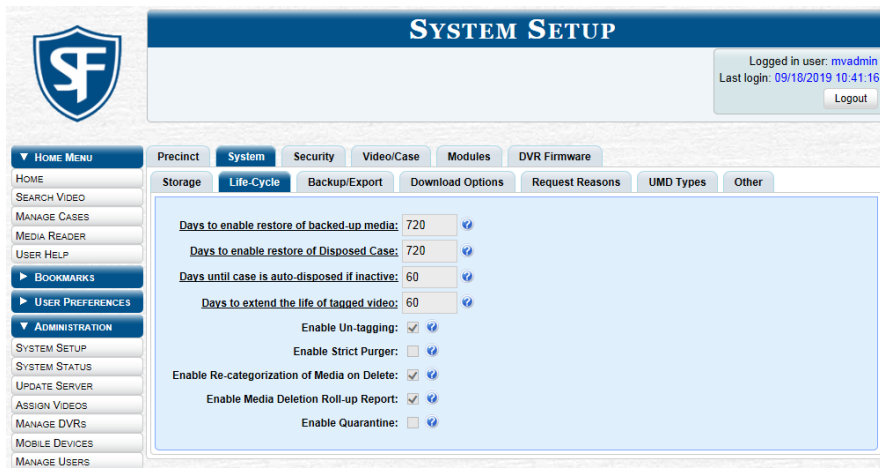 SYSTEM SETUP
SF
Logged in user: mvadmin
Last login: 09/18/2019 10:41:16
Logout
▼ HOME MENU
HOME
SEARCH VIDEO
MANAGE CASES
MEDIA READER
USER HELP
► BOOKMARKS
► USER PREFERENCES
▼ ADMINISTRATION
SYSTEM SETUP
SYSTEM STATUS
UPDATE SERVER
ASSIGN VIDEOS
MANAGE DVRS
MOBILE DEVICES
MANAGE USERS
Precinct System Security Video/Case Modules DVR Firmware
Storage Life-Cycle Backup/Export Download Options Request Reasons UMD Types Other
Days to enable restore of backed-up media: 720
Days to enable restore of Disposed Case: 720
Days until case is auto-disposed if inactive: 60
Days to extend the life of tagged video: 60
Enable Un-tagging:
Enable Strict Purger:
Enable Re-categorization of Media on Delete:
Enable Media Deletion Roll-up Report:
Enable Quarantine: